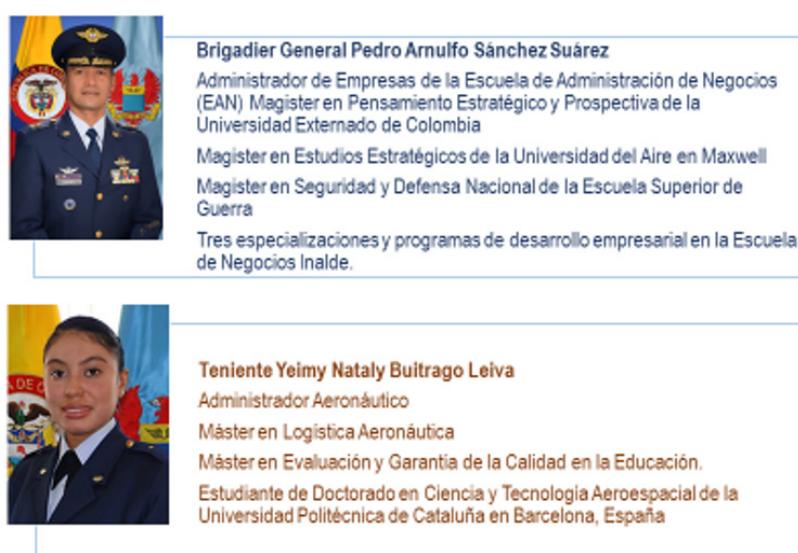 Brigadier General Pedro Arnulfo Sánchez Suárez
Administrador de Empresas de la Escuela de Administración de Negocios
(EAN) Magister en Pensamiento Estratégico y Prospectiva de la
Universidad Externado de Colombia
Magister en Estudios Estratégicos de la Universidad del Aire en Maxwell
Magister en Seguridad y Defensa Nacional de la Escuela Superior de
Guerra
Tres especializaciones y programas de desarrollo empresarial en la Escuela
de Negocios Inalde.
DE CO
Teniente Yeimy Nataly Buitrago Leiva
Administrador Aeronáutico
Máster en Logística Aeronáutica
Máster en Evaluación y Garantia de la Calidad en la Educación.
Estudiante de Doctorado en Ciencia y Tecnología Aeroespacial de la
Universidad Politécnica de Cataluña en Barcelona, España